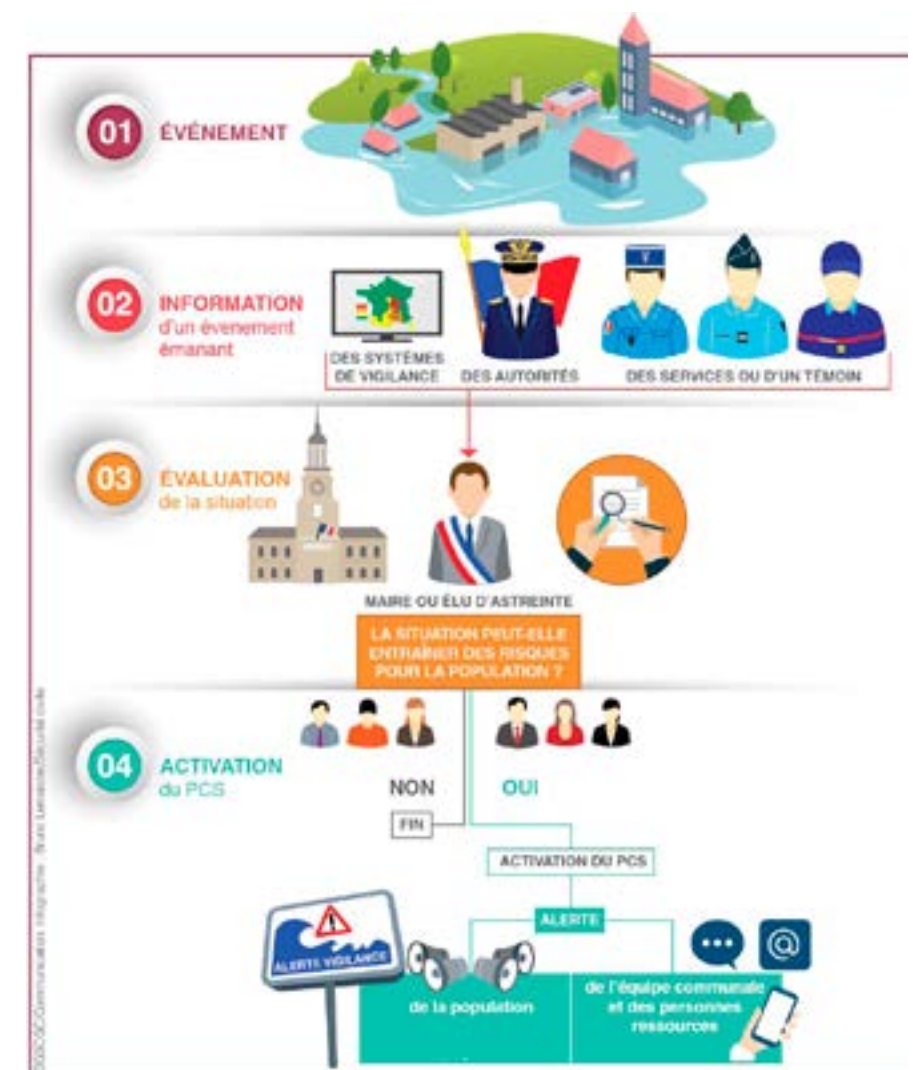 01
ÉVÉNEMENT
02
INFORMATION
d'un évenement
émanant
DES SYSTÈMES
DE VIGILANCE
DES AUTORITÉS
DES SERVICES OU D'UN TÉMOIN
03
ÉVALUATION
de la situation
MAIRE OU ÉLU D'ASTREINTE
LA SITUATION PEUT-ELLE
ENTRAÎNER DES RISQUES
POUR LA POPULATION ?
04
ACTIVATION
du PCS
NON
OUI
FIN
ACTIVATION DU PCS
ALERTE
ALERTE VIGILANCE
de la population
de l'équipe communale
et des personnes
ressources